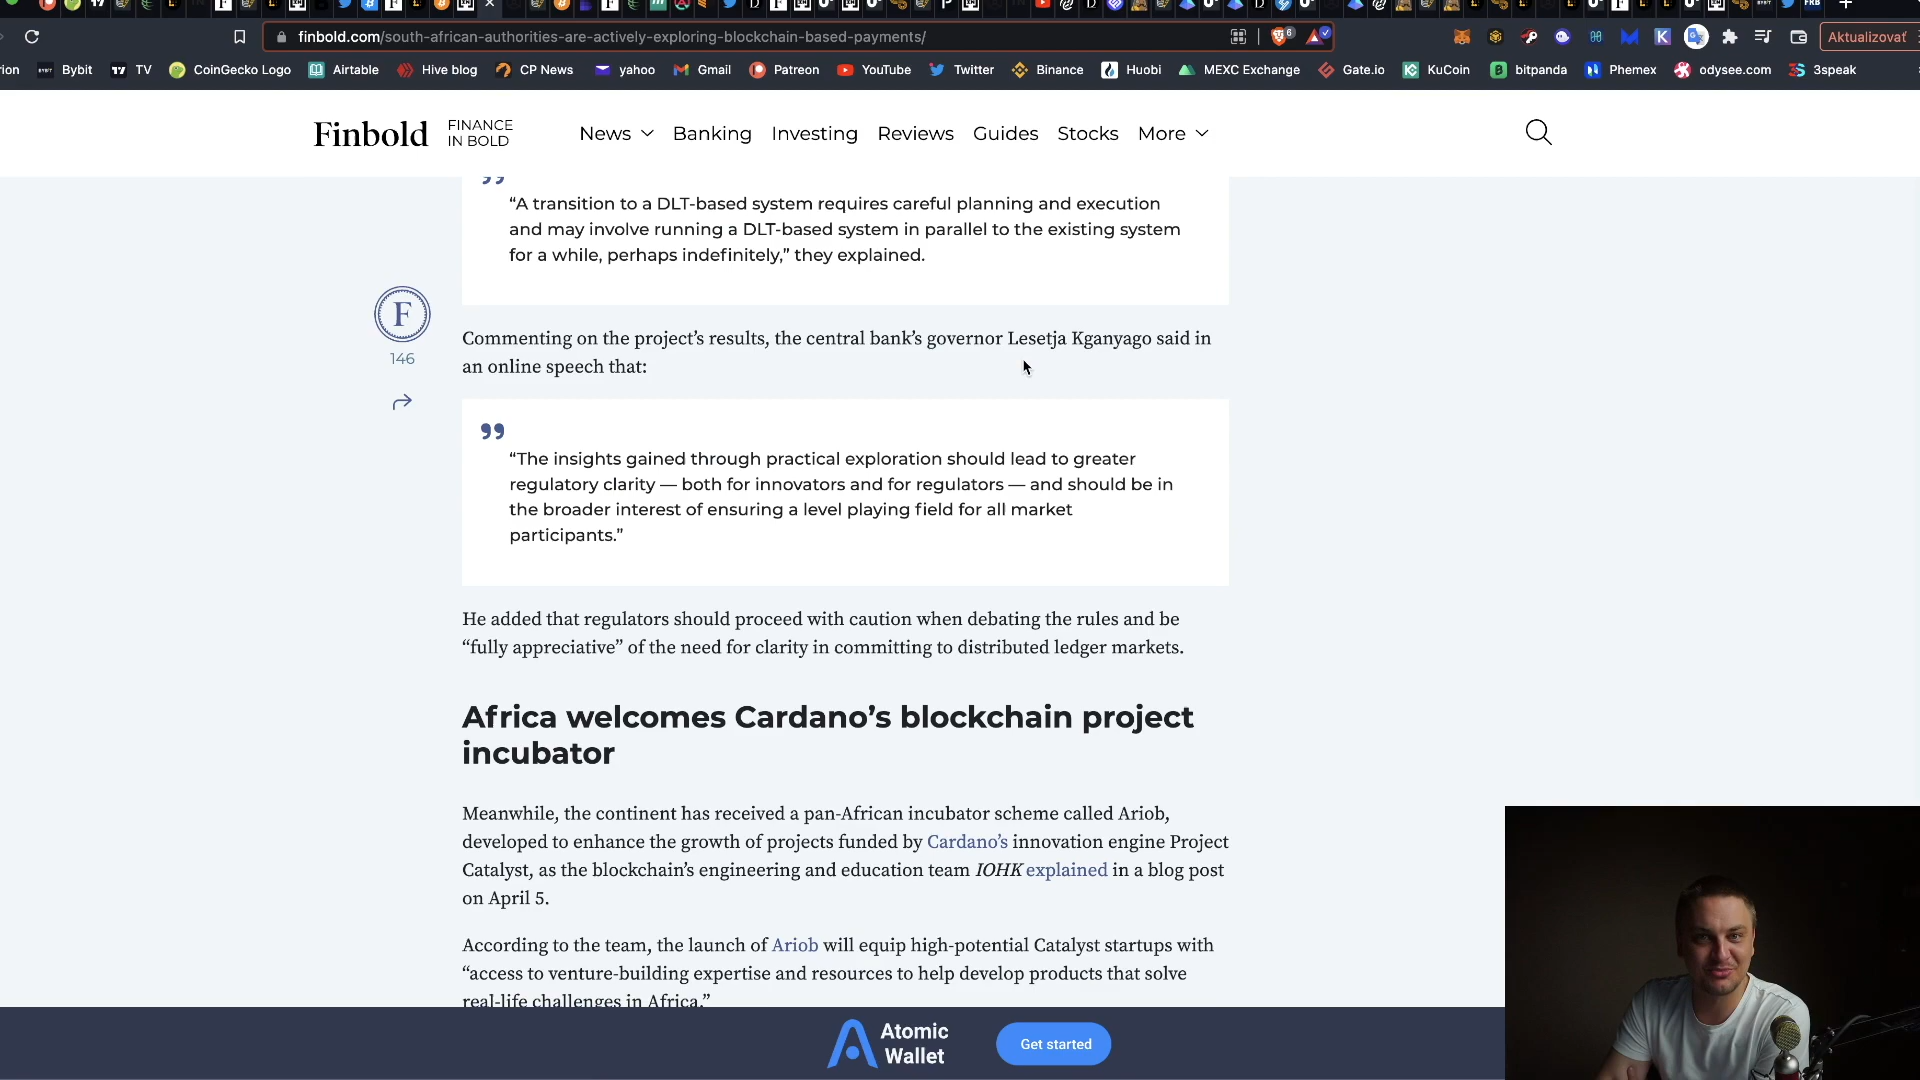 finbold.com/south-african-authorities-are-actively-exploring-blockchain-based-payments/
6
Aktualizovať
rion
Bybit
TV
CoinGecko Logo
Airtable
Hive blog
CP News
yahoo
Gmail
Patreon
YouTube
Twitter
Binance
Huobi
MEXC Exchange
Gate.io
KuCoin
bitpanda
Phemex
odysee.com
3speak
Finbold
FINANCE
IN BOLD
News
Banking
Investing
Reviews
Guides
Stocks
More
“A transition to a DLT-based system requires careful planning and execution
and may involve running a DLT-based system in parallel to the existing system
for a while, perhaps indefinitely,” they explained.
F
146
Commenting on the project’s results, the central bank’s governor Lesetja Kganyago said in
an online speech that:
“The insights gained through practical exploration should lead to greater
regulatory clarity — both for innovators and for regulators — and should be in
the broader interest of ensuring a level playing field for all market
participants.”
He added that regulators should proceed with caution when debating the rules and be
“fully appreciative” of the need for clarity in committing to distributed ledger markets.
Africa welcomes Cardano’s blockchain project
incubator
Meanwhile, the continent has received a pan-African incubator scheme called Ariob,
developed to enhance the growth of projects funded by Cardano’s innovation engine Project
Catalyst, as the blockchain’s engineering and education team IOHK explained in a blog post
on April 5.
According to the team, the launch of Ariob will equip high-potential Catalyst startups with
“access to venture-building expertise and resources to help develop products that solve
real-life challenges in Africa.”
Atomic
Wallet
Get started